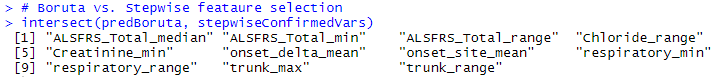 > # Boruta vs. Stepwise feataure selection
> intersect(predBoruta, stepwiseConfirmedVars)
[1] "ALSFRS_Total_median" "ALSFRS_Total_min" "ALSFRS_Total_range" "Chloride_range"
[5] "Creatinine_min" "onset_delta_mean" "onset_site_mean" "respiratory_min"
[9] "respiratory_range" "trunk_max" "trunk_range"